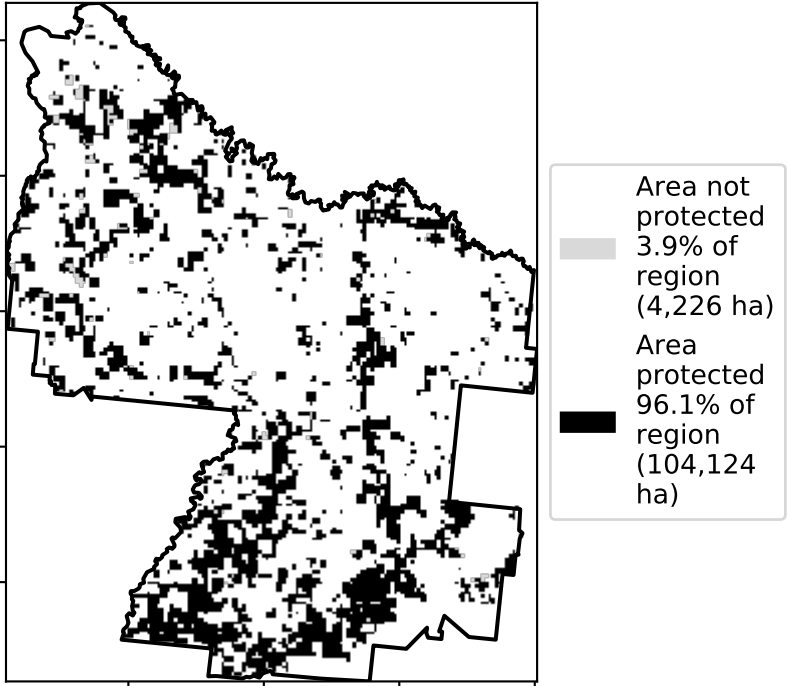 Area not
protected
3.9% of
region
(4,226 ha)
Area
protected
96.1% of
region
(104,124
ha)